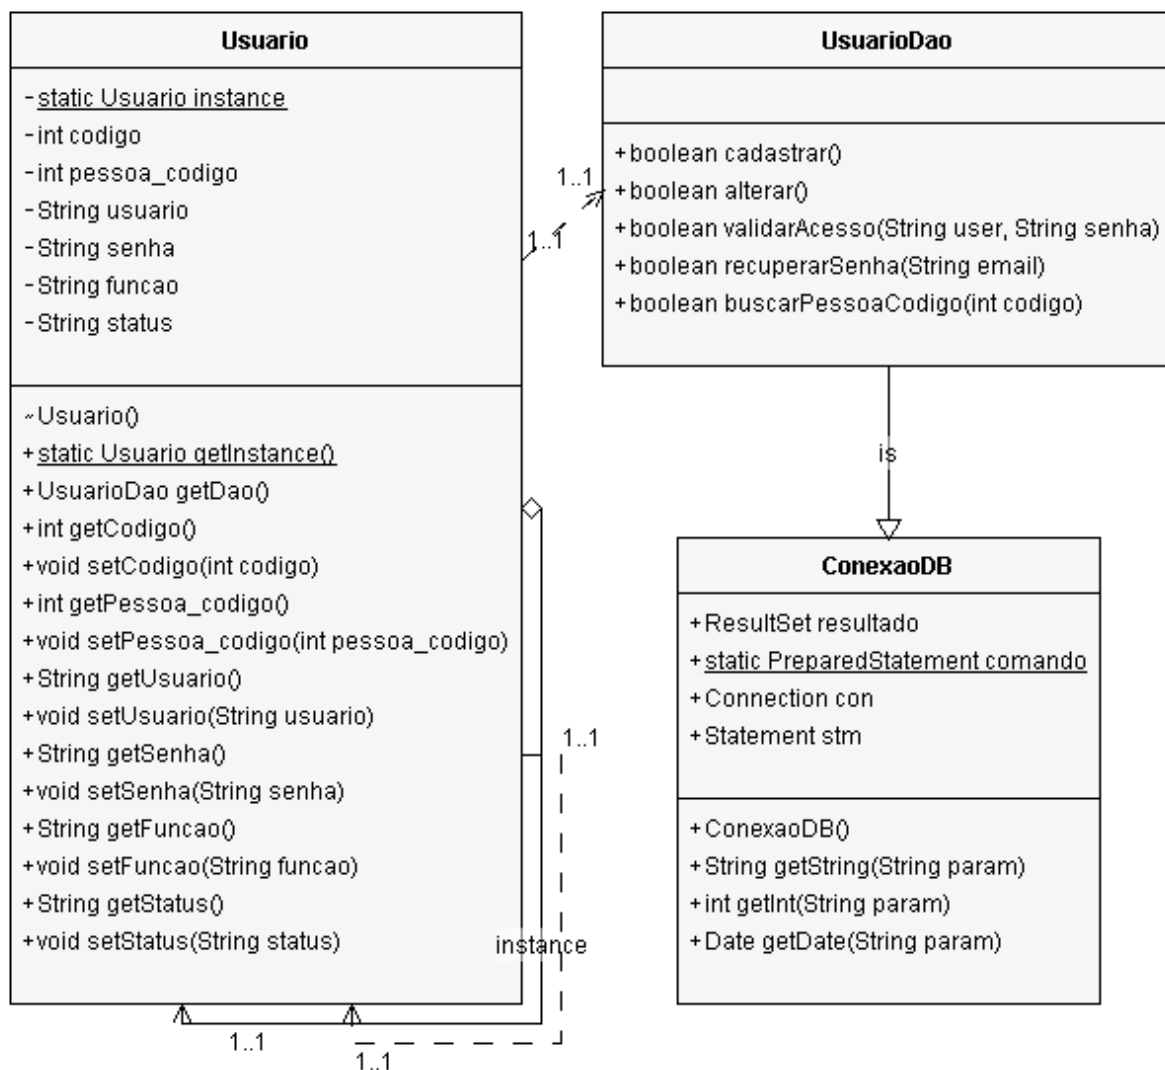 Usuario
-static Usuario instance
-int codigo
-int pessoa_codigo
-String usuario
-String senha
-String funcao
-String status
~Usuario()
+static Usuario getInstance()
+UsuarioDao getDao()
+int getCodigo()
+void setCodigo(int codigo)
+int getPessoa_codigo()
+void setPessoa_codigo(int pessoa_codigo)
+String getUsuario()
+void setUsuario(String usuario)
+String getSenha()
+void setSenha(String senha)
+String getFuncao()
+void setFuncao(String funcao)
+String getStatus()
+void setStatus(String status)
1..1
1..1
UsuarioDao
+boolean cadastrar()
+boolean alterar()
+boolean validarAcesso(String user, String senha)
+boolean recuperarSenha(String email)
+boolean buscarPessoaCodigo(int codigo)
is
ConexaoDB
+ResultSet resultado
+static PreparedStatement comando
+Connection con
+Statement stm
+ConexaoDB()
+String getString(String param)
+int getInt(String param)
+Date getDate(String param)
1..1
instance
1..1
1..1